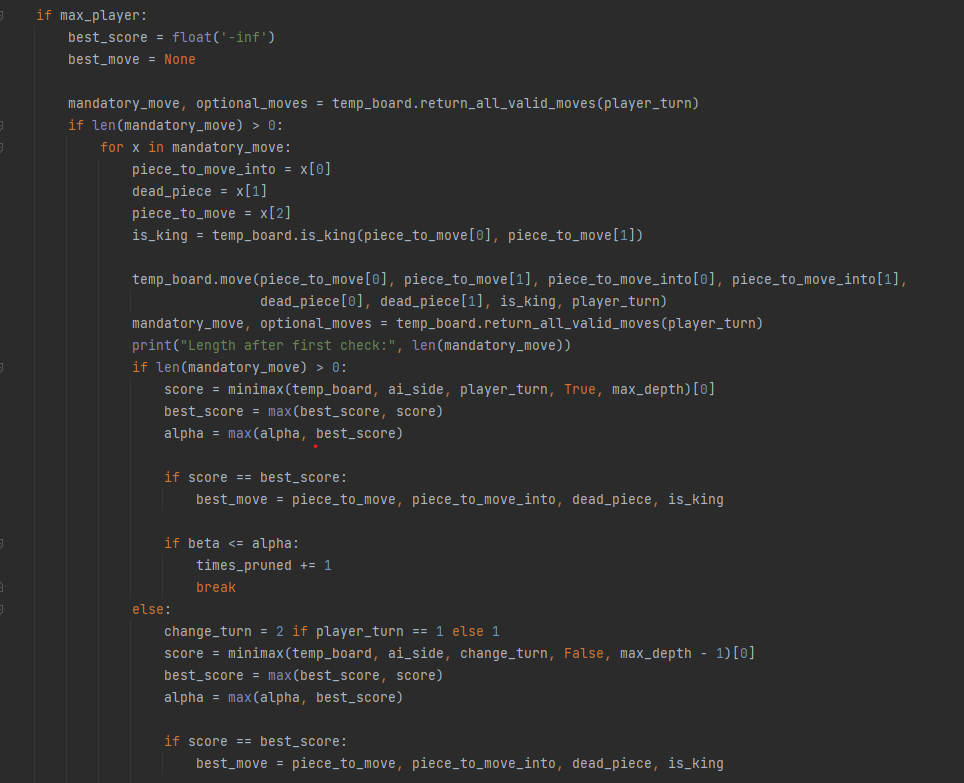 if max_player:
best_score = float('-inf')
best_move = None
mandatory_move, optional_moves = temp_board.return_all_valid_moves(player_turn)
if len(mandatory_move) > 0:
for x in mandatory_move:
piece_to_move_into = x[0]
dead_piece = x[1]
piece_to_move = x[2]
is_king = temp_board.is_king(piece_to_move[0], piece_to_move[1])
temp_board.move(piece_to_move[0], piece_to_move[1], piece_to_move_into[0], piece_to_move_into[1],
dead_piece[0], dead_piece[1], is_king, player_turn)
mandatory_move, optional_moves = temp_board.return_all_valid_moves(player_turn)
print("Length after first check:", len(mandatory_move))
if len(mandatory_move) > 0:
score = minimax(temp_board, ai_side, player_turn, True, max_depth)[0]
best_score = max(best_score, score)
alpha = max(alpha, best_score)
if score == best_score:
best_move = piece_to_move, piece_to_move_into, dead_piece, is_king
if beta <= alpha:
times_pruned += 1
break
else:
change_turn = 2 if player_turn == 1 else 1
score = minimax(temp_board, ai_side, change_turn, False, max_depth - 1)[0]
best_score = max(best_score, score)
alpha = max(alpha, best_score)
if score == best_score:
best_move = piece_to_move, piece_to_move_into, dead_piece, is_king